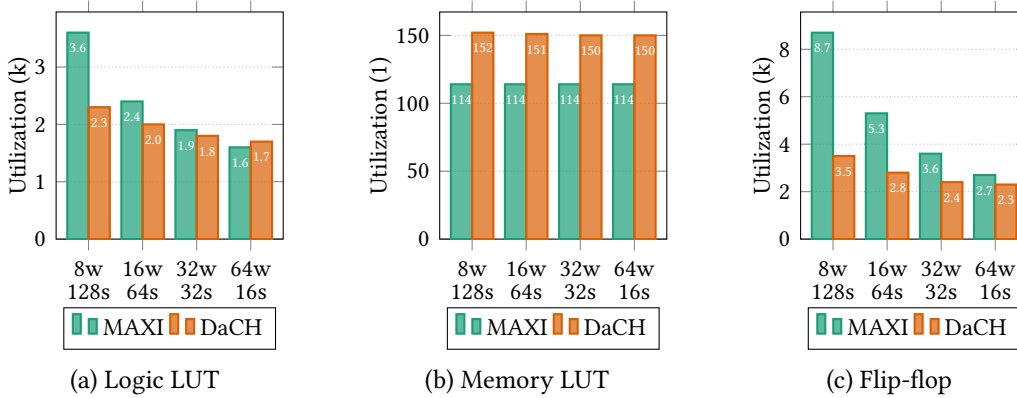 Utilization (k)
3
2
1
0
3.6
2.3
2.4
2.0
1.9
1.8
1.6
1.7
8w 16w 32w 64w
128s 64s 32s 16s
MAXI DaCH
(a) Logic LUT
Utilization (1)
150
100
50
0
114
152
114
151
114
150
114
150
8w 16w 32w 64w
128s 64s 32s 16s
MAXI DaCH
(b) Memory LUT
Utilization (k)
8
6
4
2
0
8.7
3.5
5.3
2.8
3.6
2.4
2.7
2.3
8w 16w 32w 64w
128s 64s 32s 16s
MAXI DaCH
(c) Flip-flop